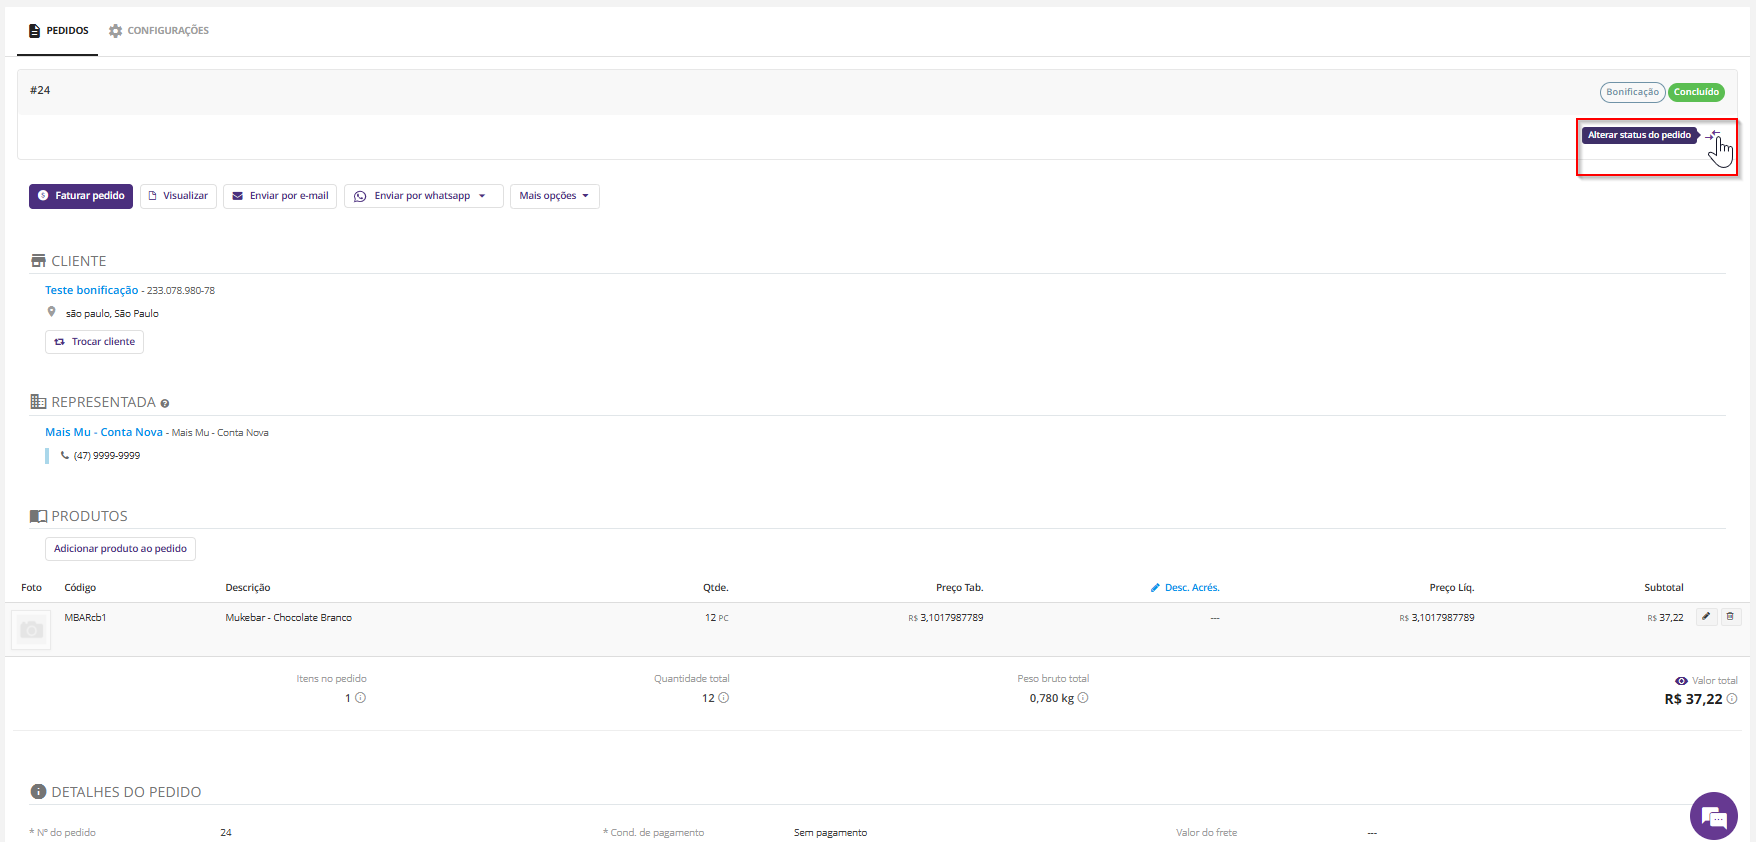 PEDIDOS CONFIGURAÇÕES
#24
Bonificação Concluído
Alterar status do pedido
Faturar pedido Visualizar Enviar por e-mail Enviar por whatsapp Mais opções
CLIENTE
Teste bonificação - 233.078.980-78
são paulo, São Paulo
Trocar cliente
REPRESENTADA
Mais Mu - Conta Nova - Mais Mu - Conta Nova
(47) 9999-9999
PRODUTOS
Adicionar produto ao pedido
Foto Código Descrição Qtde. Preço Tab. Desc. Acrés. Preço Líq. Subtotal
MBARcb1 Mukebar - Chocolate Branco 12 PC R$ 3,1017987789 --- R$ 3,1017987789 R$ 37,22
Itens no pedido Quantidade total Peso bruto total Valor total
1 12 0,780 kg R$ 37,22
DETALHES DO PEDIDO
* Nº do pedido 24 * Cond. de pagamento Sem pagamento Valor do frete ---